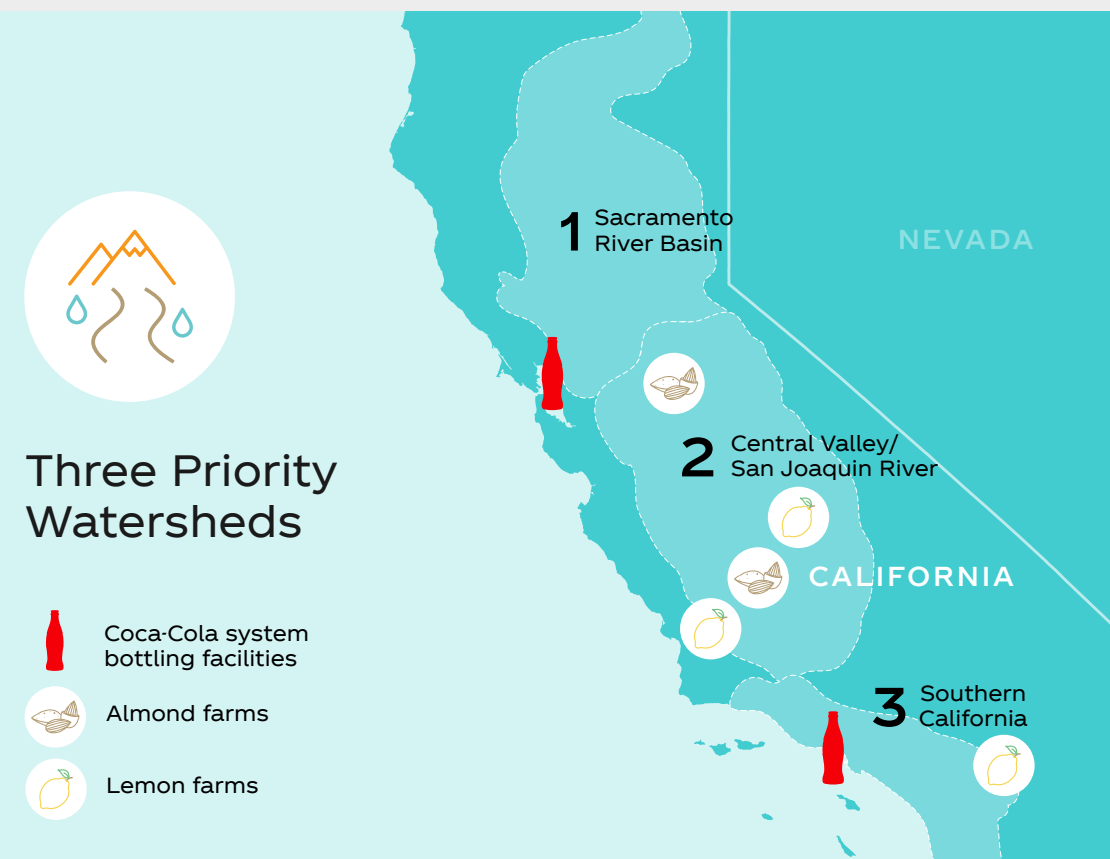 1 Sacramento
River Basin
NEVADA
Three Priority
Watersheds
2 Central Valley/
San Joaquin River
CALIFORNIA
Coca-Cola system
bottling facilities
Almond farms
Lemon farms
3 Southern
California